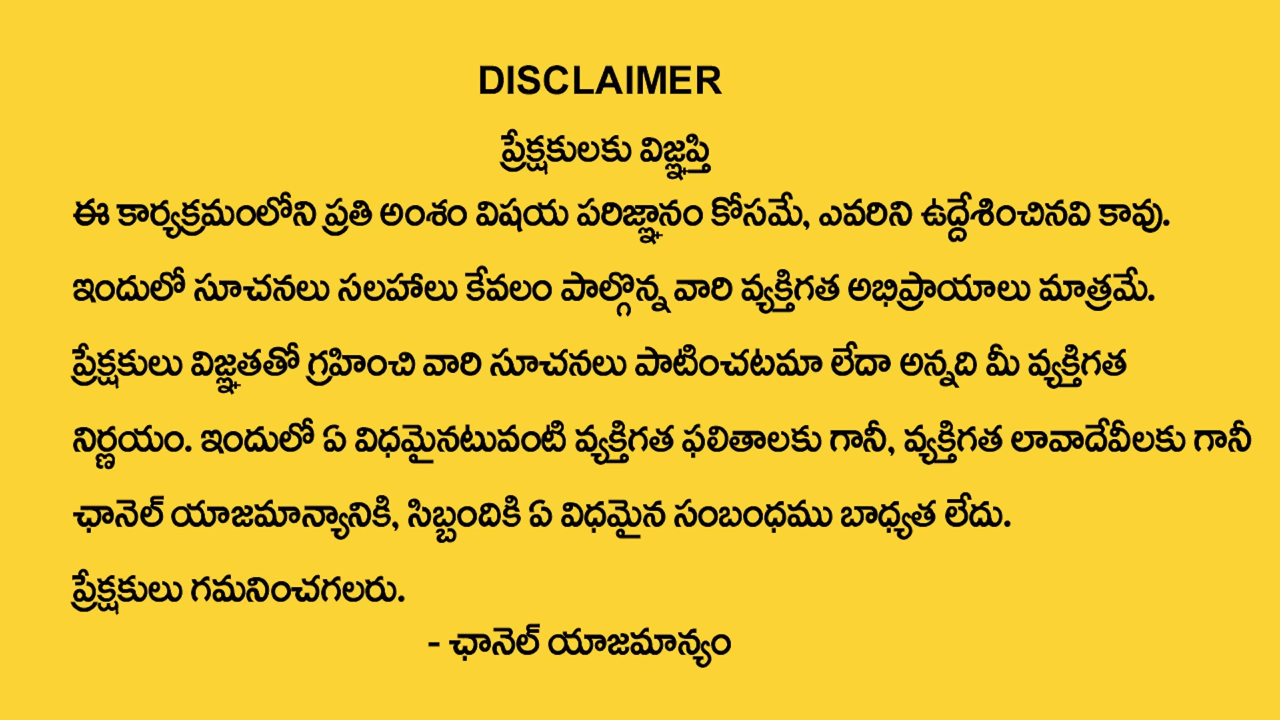 DISCLAIMER
ప్రేక్షకులకు విజ్ఞప్తి
ఈ కార్యక్రమంలోని ప్రతి అంశం విషయ పరిజ్ఞానం కోసమే, ఎవరిని ఉద్దేశించినవి కావు.
ఇందులో సూచనలు సలహాలు కేవలం పాల్గొన్న వారి వ్యక్తిగత అభిప్రాయాలు మాత్రమే.
ప్రేక్షకులు విజ్ఞతతో గ్రహించి వారి సూచనలు పాటించటమా లేదా అన్నది మీ వ్యక్తిగత
నిర్ణయం. ఇందులో ఏ విధమైనటువంటి వ్యక్తిగత ఫలితాలకు గానీ, వ్యక్తిగత లావాదేవీలకు గానీ
ఛానెల్ యాజమాన్యానికి, సిబ్బందికి ఏ విధమైన సంబంధము బాధ్యత లేదు.
ప్రేక్షకులు గమనించగలరు.
- ఛానెల్ యాజమాన్యం